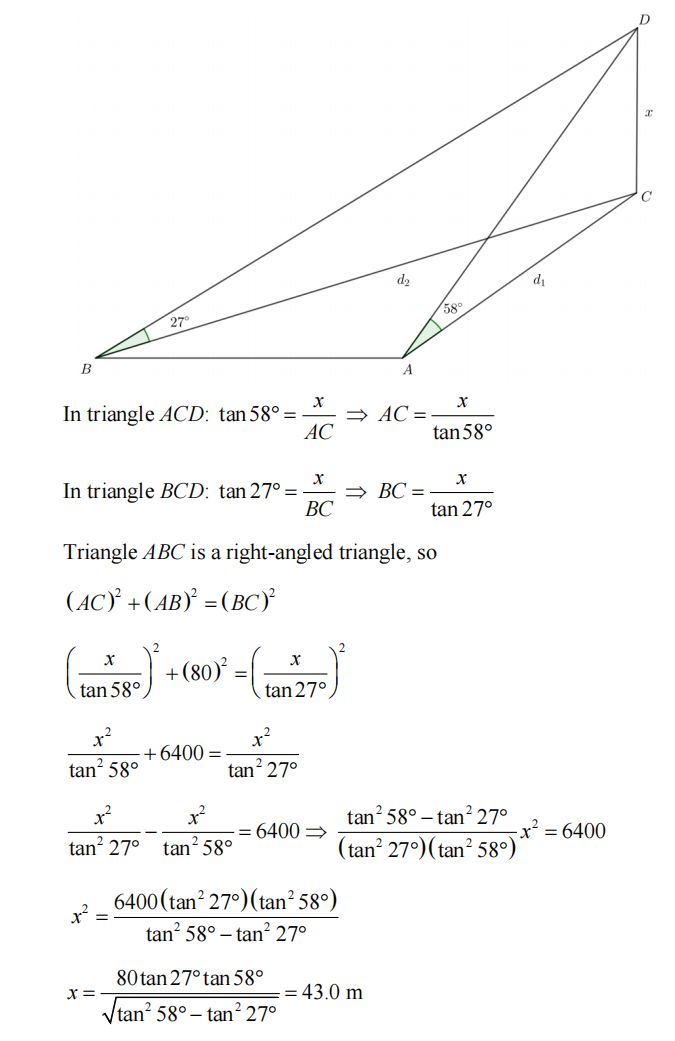 D
x
C
d₂
d₁
27°
58°
B
A
In triangle ACD: tan 58° = x/AC ⇒ AC = x/tan 58°
In triangle BCD: tan 27° = x/BC ⇒ BC = x/tan 27°
Triangle ABC is a right-angled triangle, so
(AC)² + (AB)² = (BC)²
(x/tan 58°)² + (80)² = (x/tan 27°)²
x²/tan² 58° + 6400 = x²/tan² 27°
x²/tan² 27° − x²/tan² 58° = 6400 ⇒ (tan² 58° − tan² 27°)/((tan² 27°)(tan² 58°)) x² = 6400
x² = 6400(tan² 27°)(tan² 58°)/(tan² 58° − tan² 27°)
x = 80 tan 27° tan 58°/√(tan² 58° − tan² 27°) = 43.0 m